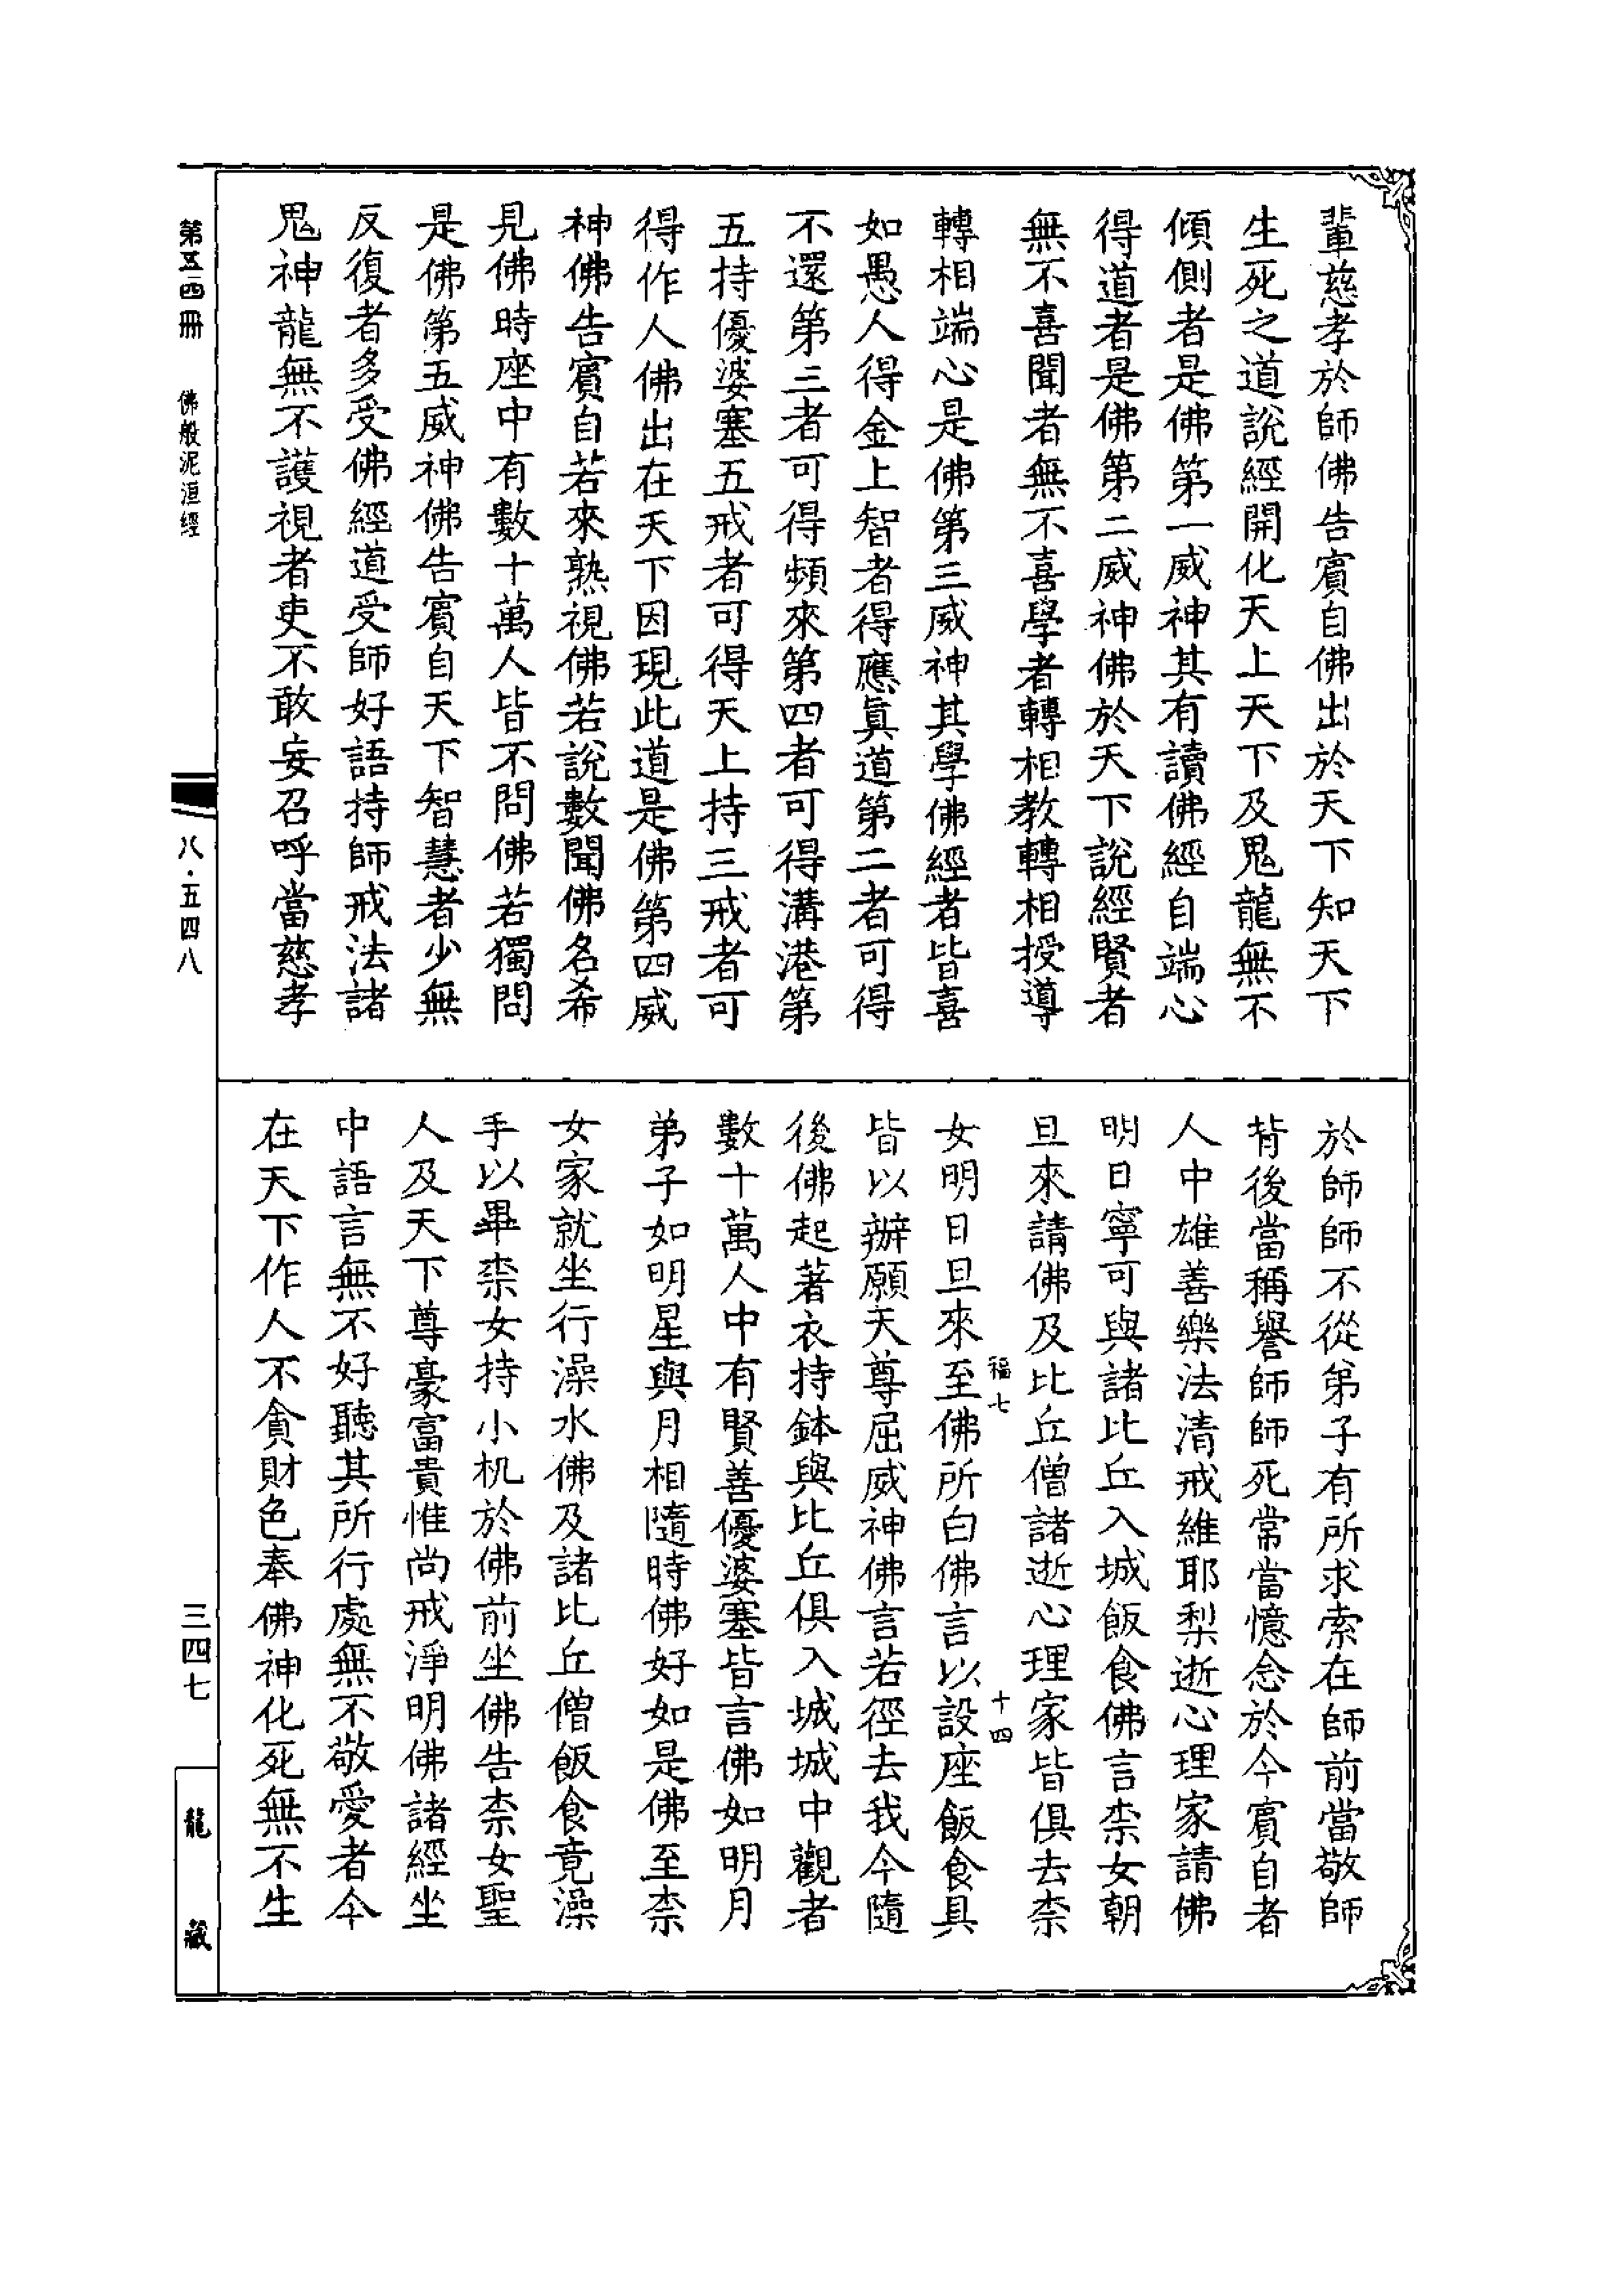 輩慈孝於師佛告賓自佛出於天下知天下
生死之道說經開化天上天下及鬼龍無不
傾側者是佛第一威神其有讀佛經自端心
得道者是佛第二威神佛於天下說經賢者
無不喜聞者無不喜學者轉相教轉相授導
轉相端心是佛第三威神其學佛經者皆喜
如愚人得金上智者得應眞道第二者可得
不還第三者可得頻來第四者可得溝港第
五持優婆塞五戒者可得天上持三戒者可
得作人佛出在天下因現此道是佛第四威
神佛告賓自若來熟視佛若說數聞佛名希
見佛時座中有數十萬人皆不問佛若獨問
是佛第五威神佛告賓自天下智慧者少無
反復者多受佛經道受師好語持師戒法諸
鬼神龍無不護視者吏不敢妄召呼當慈孝
於師師不從弟子有所求索在師前當敬師
背後當稱譽師師死常當憶念於今賓自者
人中雄善樂法清戒維耶梨逝心理家請佛
明日寧可與諸比丘入城飯食佛言柰女朝
旦來請佛及比丘僧諸逝心理家皆俱去柰
福七
十四
女明日旦來至佛所白佛言以設座飯食具
皆以辦願天尊屈威神佛言若徑去我今隨
後佛起著衣持鉢與比丘俱入城城中觀者
數十萬人中有賢善優婆塞皆言佛如明月
弟子如明星與月相隨時佛好如是佛至柰
女家就坐行澡水佛及諸比丘僧飯食竟澡
手以畢柰女持小机於佛前坐佛告柰女聖
人及天下尊豪富貴惟尚戒淨明佛諸經坐
中語言無不好聽其所行處無不敬愛者今
在天下作人不貪財色奉佛神化死無不生
第五四冊
佛般泥洹經
八·五四八
三四七
龍藏